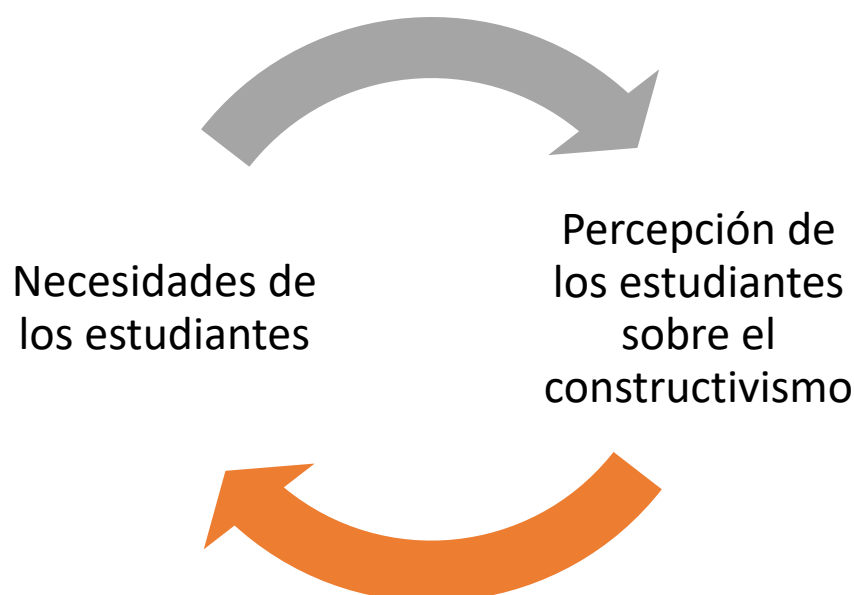 Necesidades de
los estudiantes
Percepción de
los estudiantes
sobre el
constructivismo